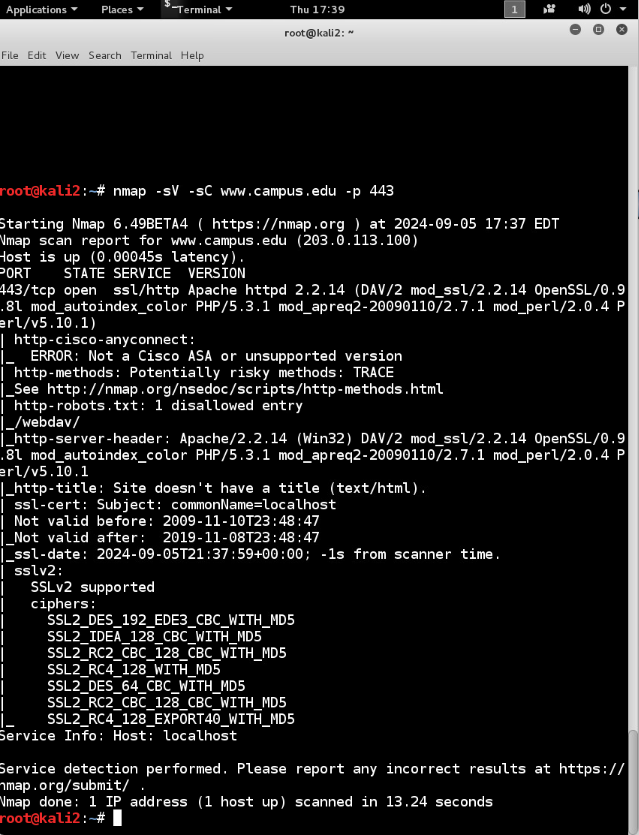 Applications Places Terminal Thu 17:39 1
root@kali2: ~
File Edit View Search Terminal Help
root@kali2:~# nmap -sV -sC www.campus.edu -p 443
Starting Nmap 6.49BETA4 ( https://nmap.org ) at 2024-09-05 17:37 EDT
Nmap scan report for www.campus.edu (203.0.113.100)
Host is up (0.00045s latency).
PORT    STATE SERVICE  VERSION
443/tcp open  ssl/http Apache httpd 2.2.14 (DAV/2 mod_ssl/2.2.14 OpenSSL/0.9
.8l mod_autoindex_color PHP/5.3.1 mod_apreq2-20090110/2.7.1 mod_perl/2.0.4 P
erl/v5.10.1)
| http-cisco-anyconnect:
|_  ERROR: Not a Cisco ASA or unsupported version
| http-methods: Potentially risky methods: TRACE
|_See http://nmap.org/nsedoc/scripts/http-methods.html
| http-robots.txt: 1 disallowed entry
|_/webdav/
|_http-server-header: Apache/2.2.14 (Win32) DAV/2 mod_ssl/2.2.14 OpenSSL/0.9
.8l mod_autoindex_color PHP/5.3.1 mod_apreq2-20090110/2.7.1 mod_perl/2.0.4 P
erl/v5.10.1
|_http-title: Site doesn't have a title (text/html).
| ssl-cert: Subject: commonName=localhost
| Not valid before: 2009-11-10T23:48:47
|_Not valid after:  2019-11-08T23:48:47
|_ssl-date: 2024-09-05T21:37:59+00:00; -1s from scanner time.
| sslv2:
|   SSLv2 supported
|   ciphers:
|     SSL2_DES_192_EDE3_CBC_WITH_MD5
|     SSL2_IDEA_128_CBC_WITH_MD5
|     SSL2_RC2_CBC_128_CBC_WITH_MD5
|     SSL2_RC4_128_WITH_MD5
|     SSL2_DES_64_CBC_WITH_MD5
|     SSL2_RC2_CBC_128_CBC_WITH_MD5
|_    SSL2_RC4_128_EXPORT40_WITH_MD5
Service Info: Host: localhost
Service detection performed. Please report any incorrect results at https://
nmap.org/submit/ .
Nmap done: 1 IP address (1 host up) scanned in 13.24 seconds
root@kali2:~#